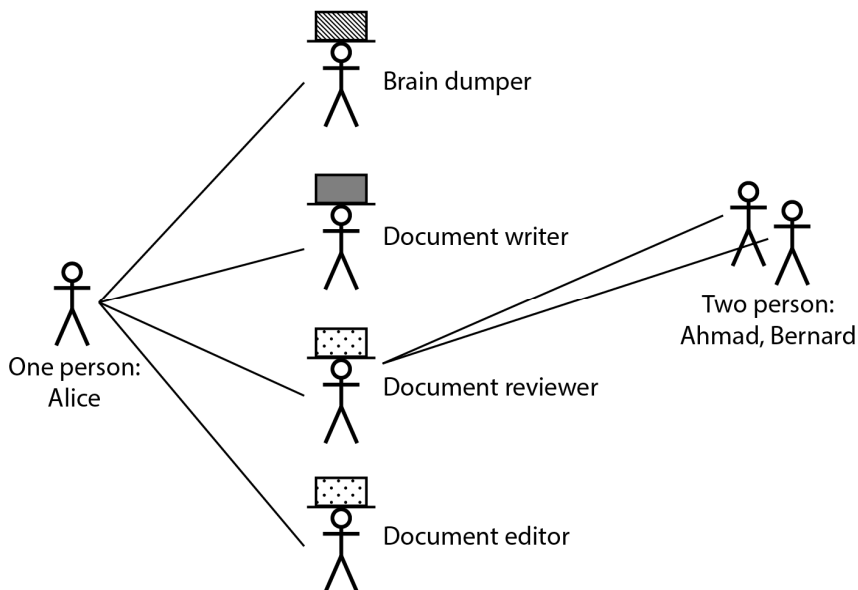 Brain dumper
Document writer
One person:
Alice
Two person:
Ahmad, Bernard
Document reviewer
Document editor